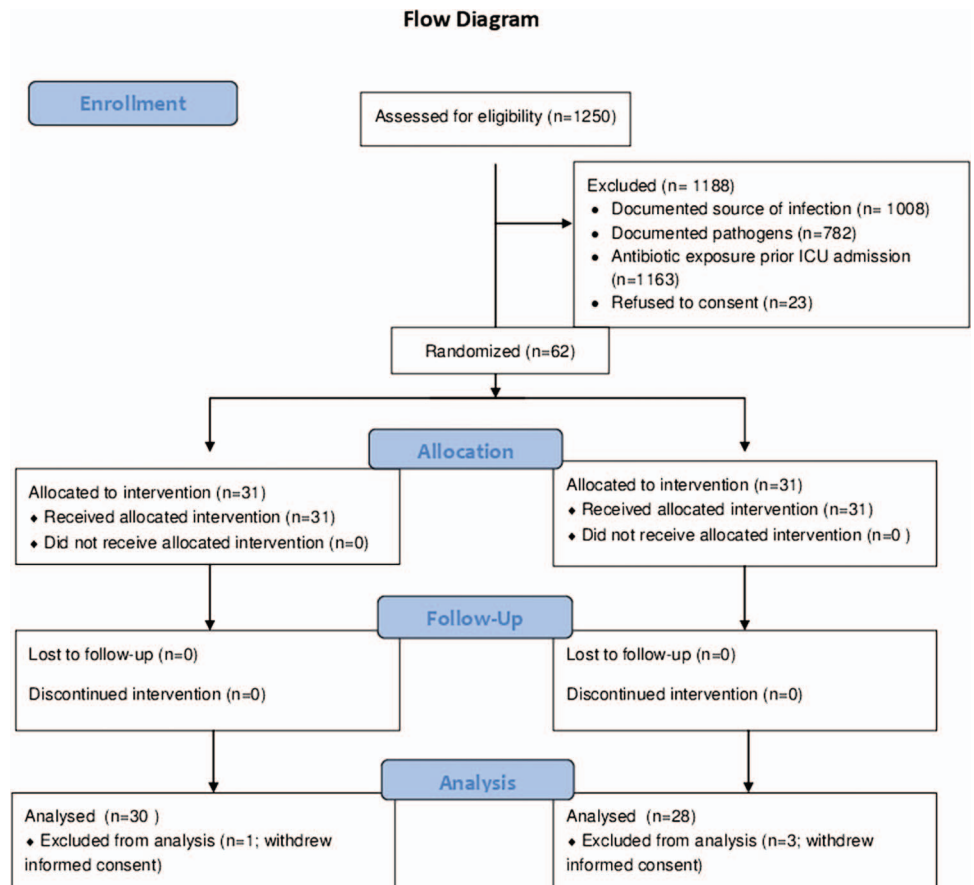 Flow Diagram
Enrollment
Assessed for eligibility (n=1250)
Excluded (n= 1188)
• Documented source of infection (n= 1008)
• Documented pathogens (n=782)
• Antibiotic exposure prior ICU admission
(n=1163)
• Refused to consent (n=23)
Randomized (n=62)
Allocation
Allocated to intervention (n=31)
♦ Received allocated intervention (n=31)
♦ Did not receive allocated intervention (n=0)
Allocated to intervention (n=31)
♦ Received allocated intervention (n=31)
♦ Did not receive allocated intervention (n=0 )
Follow-Up
Lost to follow-up (n=0)
Discontinued intervention (n=0)
Lost to follow-up (n=0)
Discontinued intervention (n=0)
Analysis
Analysed (n=30 )
♦ Excluded from analysis (n=1; withdrew
informed consent)
Analysed (n=28)
♦ Excluded from analysis (n=3; withdrew
informed consent)